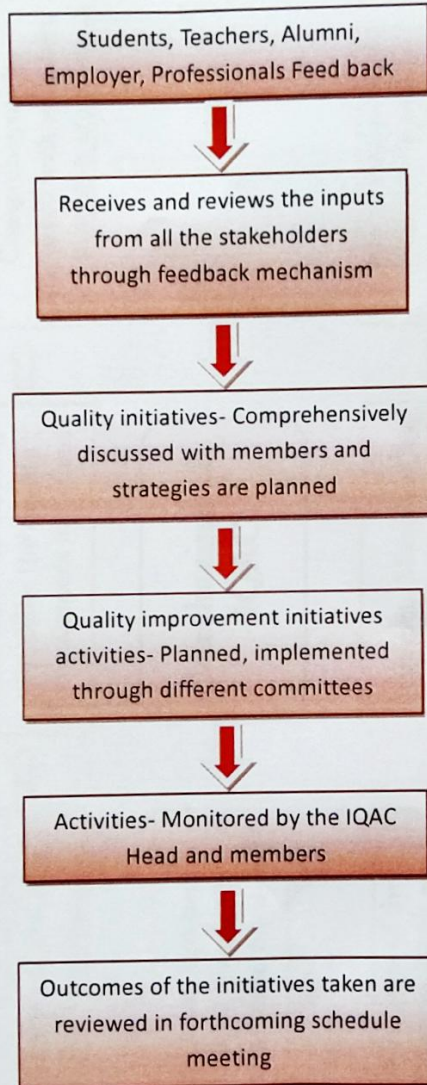 Students, Teachers, Alumni,
Employer, Professionals Feed back
Receives and reviews the inputs
from all the stakeholders
through feedback mechanism
Quality initiatives- Comprehensively
discussed with members and
strategies are planned
Quality improvement initiatives
activities- Planned, implemented
through different committees
Activities- Monitored by the IQAC
Head and members
Outcomes of the initiatives taken are
reviewed in forthcoming schedule
meeting